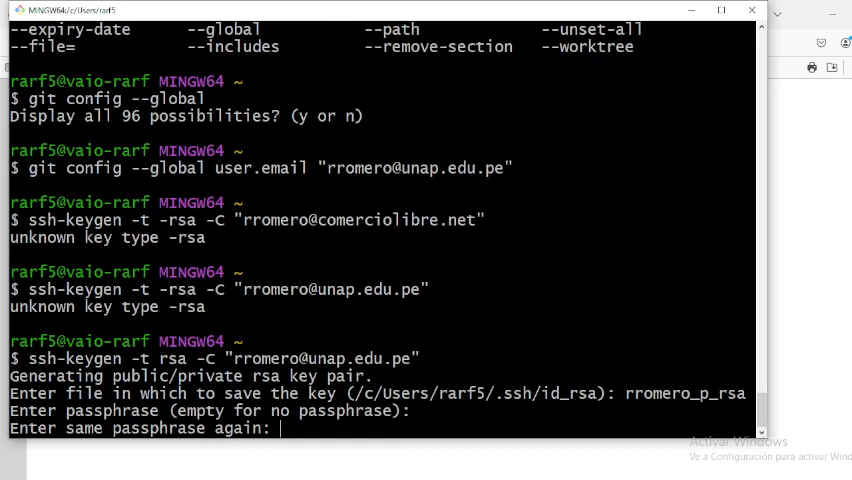 MINGW64:/c/Users/rarf5
--expiry-date --global --path --unset-all
--file= --includes --remove-section --worktree
rarf5@vaio-rarf MINGW64 ~
$ git config --global
Display all 96 possibilities? (y or n)
rarf5@vaio-rarf MINGW64 ~
$ git config --global user.email "rromero@unap.edu.pe"
rarf5@vaio-rarf MINGW64 ~
$ ssh-keygen -t -rsa -C "rromero@comerciolibre.net"
unknown key type -rsa
rarf5@vaio-rarf MINGW64 ~
$ ssh-keygen -t -rsa -C "rromero@unap.edu.pe"
unknown key type -rsa
rarf5@vaio-rarf MINGW64 ~
$ ssh-keygen -t rsa -C "rromero@unap.edu.pe"
Generating public/private rsa key pair.
Enter file in which to save the key (/c/Users/rarf5/.ssh/id_rsa): rromero_p_rsa
Enter passphrase (empty for no passphrase):
Enter same passphrase again:
Activar Windows
Ve a Configuración para activar Wind